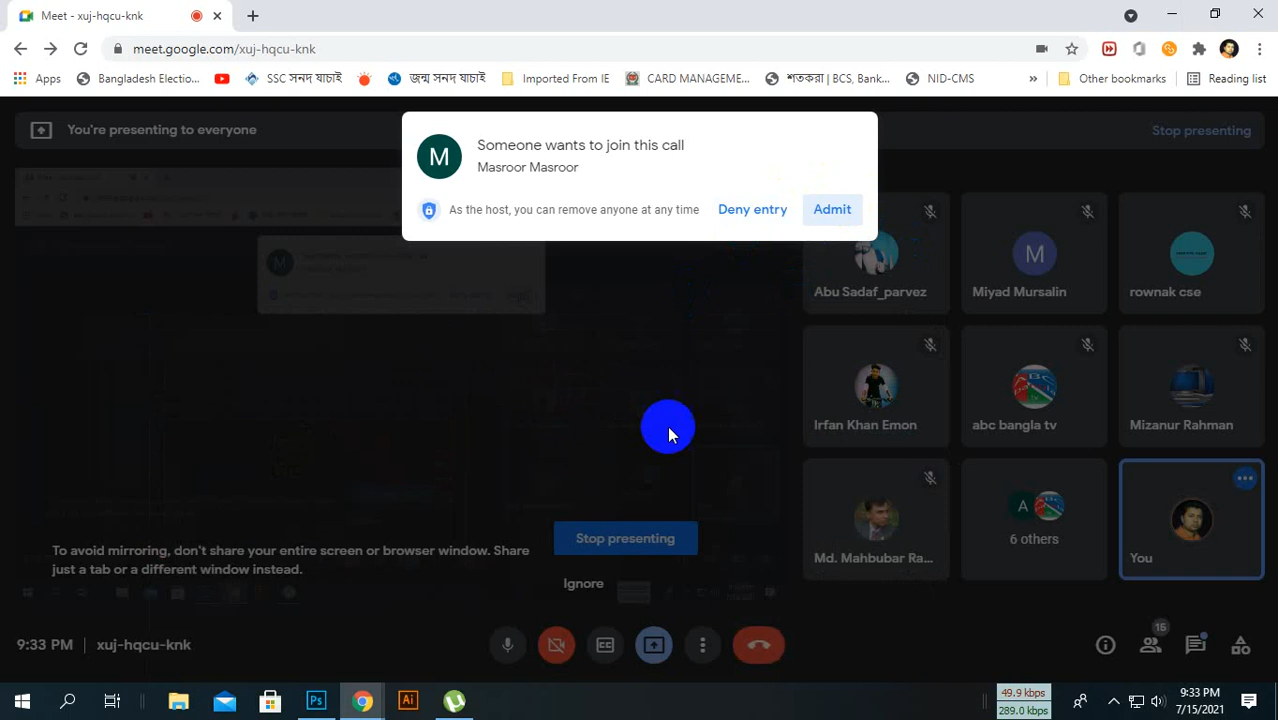 Meet - xuj-hqcu-knk
meet.google.com/xuj-hqcu-knk
Apps
Bangladesh Electio...
SSC সনদ যাচাই
জন্ম সনদ যাচাই
Imported From IE
CARD MANAGEME...
শতকরা | BCS, Bank...
NID-CMS
»
Other bookmarks
Reading list
You're presenting to everyone
Stop presenting
M
Someone wants to join this call
Masroor Masroor
As the host, you can remove anyone at any time
Deny entry
Admit
Abu Sadaf_parvez
M
Miyad Mursalin
rownak cse
Irfan Khan Emon
abc bangla tv
Mizanur Rahman
Md. Mahbubar Ra...
A
6 others
You
To avoid mirroring, don't share your entire screen or browser window. Share
just a tab or a different window instead.
Stop presenting
Ignore
9:33 PM | xuj-hqcu-knk
CC
15
Ps
Ai
49.9 kbps
289.0 kbps
9:33 PM
7/15/2021